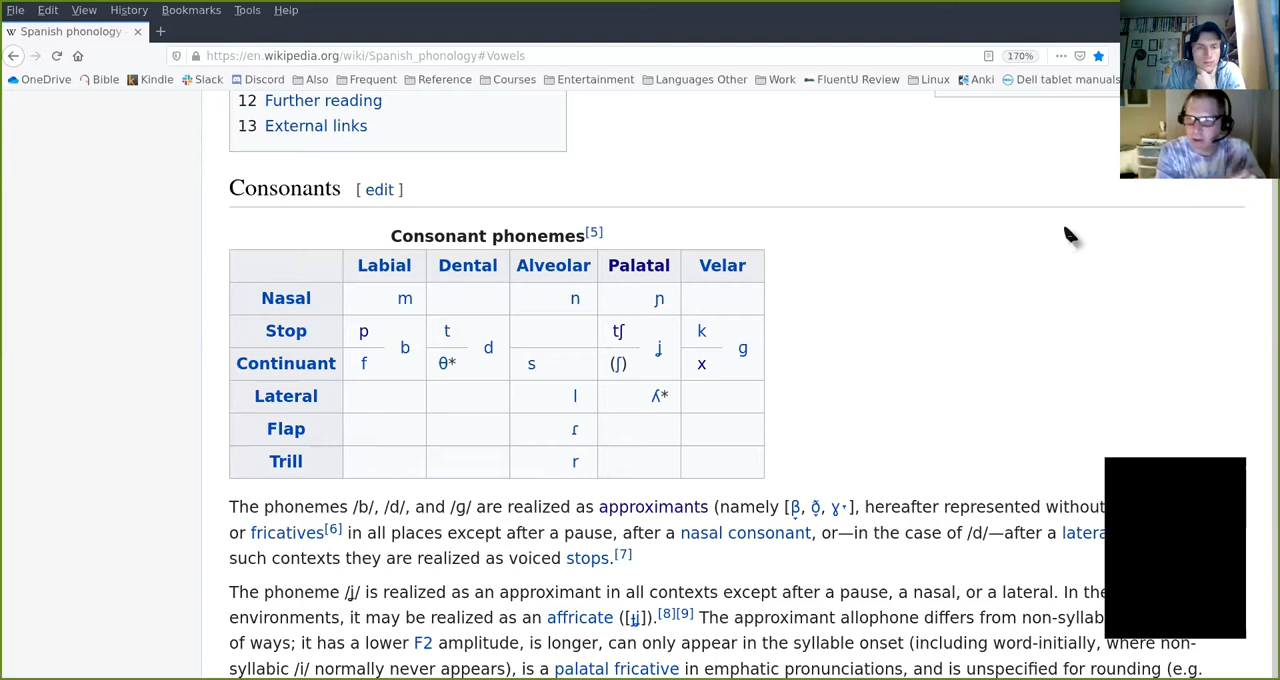 File Edit View History Bookmarks Tools Help
W Spanish phonology - × +
https://en.wikipedia.org/wiki/Spanish_phonology#Vowels 170%
OneDrive Bible Kindle Slack Discord Also Frequent Reference Courses Entertainment Languages Other Work FluentU Review Linux Anki Dell tablet manuals
12 Further reading
13 External links
Consonants [ edit ]
Consonant phonemes[5]
Labial Dental Alveolar Palatal Velar
Nasal m n ɲ
Stop p b t d tʃ ʝ k ɡ
Continuant f θ* s (ʃ) x
Lateral l ʎ*
Flap ɾ
Trill r
The phonemes /b/, /d/, and /ɡ/ are realized as approximants (namely [β̞, ð̞, ɣ˕], hereafter represented without
or fricatives[6] in all places except after a pause, after a nasal consonant, or—in the case of /d/—after a latera
such contexts they are realized as voiced stops.[7]
The phoneme /ʝ/ is realized as an approximant in all contexts except after a pause, a nasal, or a lateral. In the
environments, it may be realized as an affricate ([ɟʝ]).[8][9] The approximant allophone differs from non-syllab
of ways; it has a lower F2 amplitude, is longer, can only appear in the syllable onset (including word-initially, where non-
syllabic /i/ normally never appears), is a palatal fricative in emphatic pronunciations, and is unspecified for rounding (e.g.